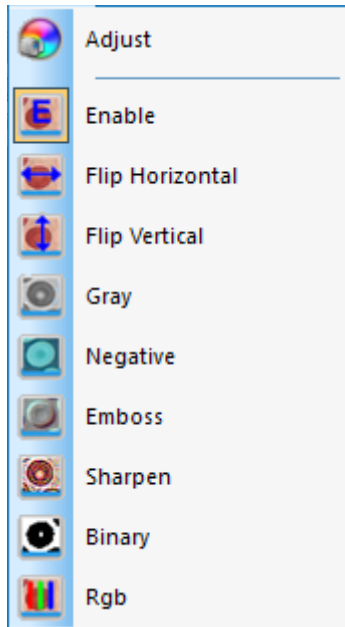 Adjust
E Enable
Flip Horizontal
Flip Vertical
Gray
Negative
Emboss
Sharpen
Binary
Rgb